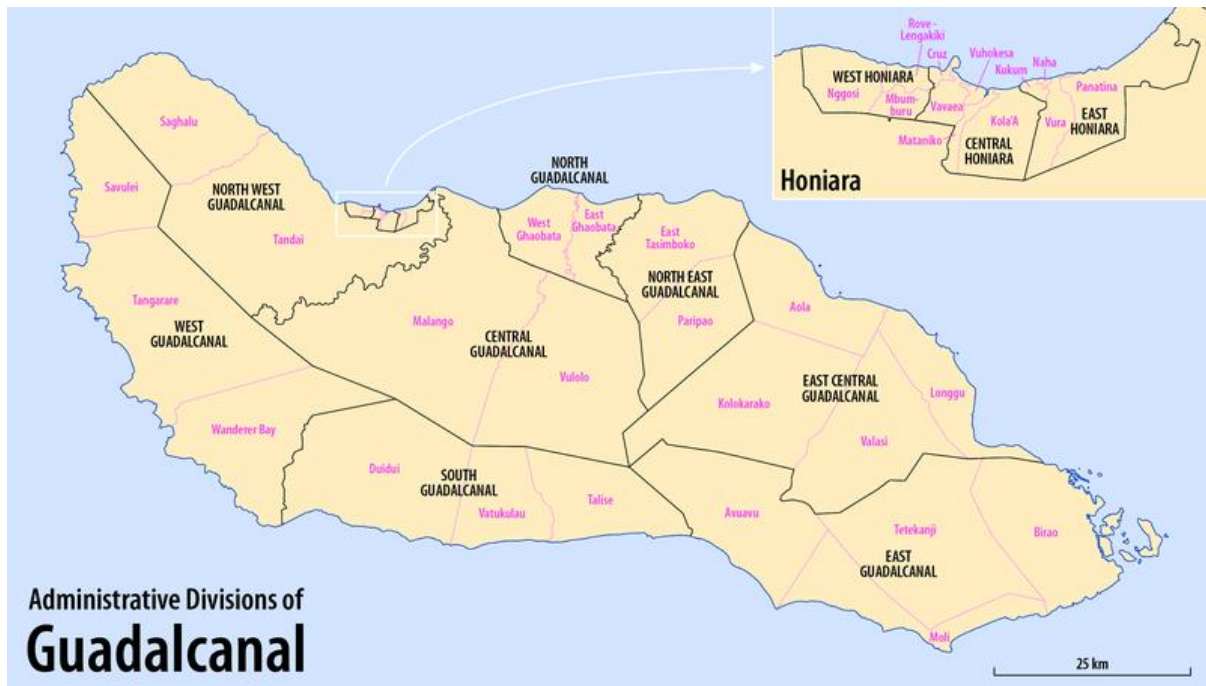 Rove -
Lengakiki
Cruz
Vuhokesa
Kukum
Naha
WEST HONIARA
Nggosi
Mbum-
buru
Vavaea
Panatina
Kola'A
Vura
EAST
HONIARA
Mataniko
CENTRAL
HONIARA
Honiara
Saghalu
Savulei
NORTH WEST
GUADALCANAL
Tandai
NORTH
GUADALCANAL
West
Ghaobata
East
Ghaobata
East
Tasimboko
NORTH EAST
GUADALCANAL
Paripao
Tangarare
WEST
GUADALCANAL
Malango
CENTRAL
GUADALCANAL
Vulolo
Aola
EAST CENTRAL
GUADALCANAL
Longgu
Kolokarako
Valasi
Wanderer Bay
Duidui
SOUTH
GUADALCANAL
Vatukulau
Talise
Avuavu
Tetekanji
Birao
EAST
GUADALCANAL
Moli
Administrative Divisions of
Guadalcanal
25 km